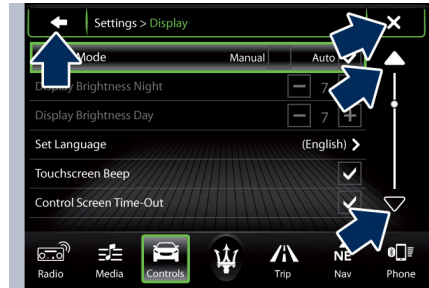 Settings > Display
Mode Manual Auto
Display Brightness Night 7
Display Brightness Day 7 +
Set Language (English) >
Touchscreen Beep
Control Screen Time-Out
Radio Media Controls Trip NE Nav Phone